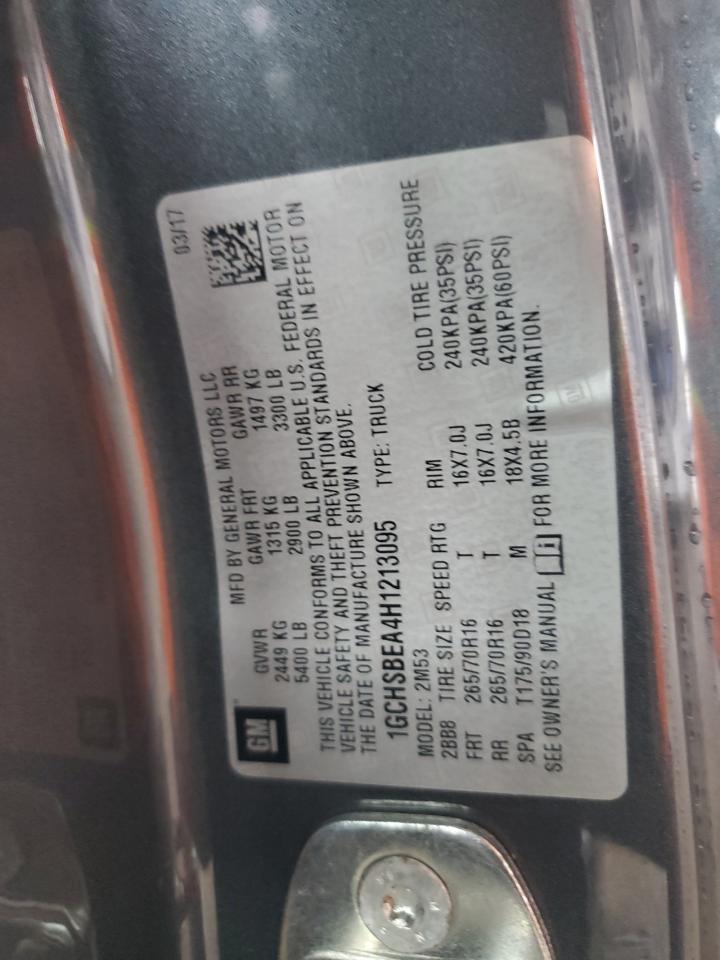 MFD BY GENERAL MOTORS LLC 03/17
GM
GVWR GAWR FRT GAWR RR
2449 KG 1315 KG 1497 KG
5400 LB 2900 LB 3300 LB
THIS VEHICLE CONFORMS TO ALL APPLICABLE U.S. FEDERAL MOTOR
VEHICLE SAFETY AND THEFT PREVENTION STANDARDS IN EFFECT ON
THE DATE OF MANUFACTURE SHOWN ABOVE.
1GCHSBEA4H1213095 TYPE: TRUCK
MODEL: 2M53
2BB8 TIRE SIZE SPEED RTG RIM COLD TIRE PRESSURE
FRT 265/70R16 T 16X7.0J 240KPA(35PSI)
RR 265/70R16 T 16X7.0J 240KPA(35PSI)
SPA T175/90D18 M 18X4.5B 420KPA(60PSI)
SEE OWNER'S MANUAL i FOR MORE INFORMATION.